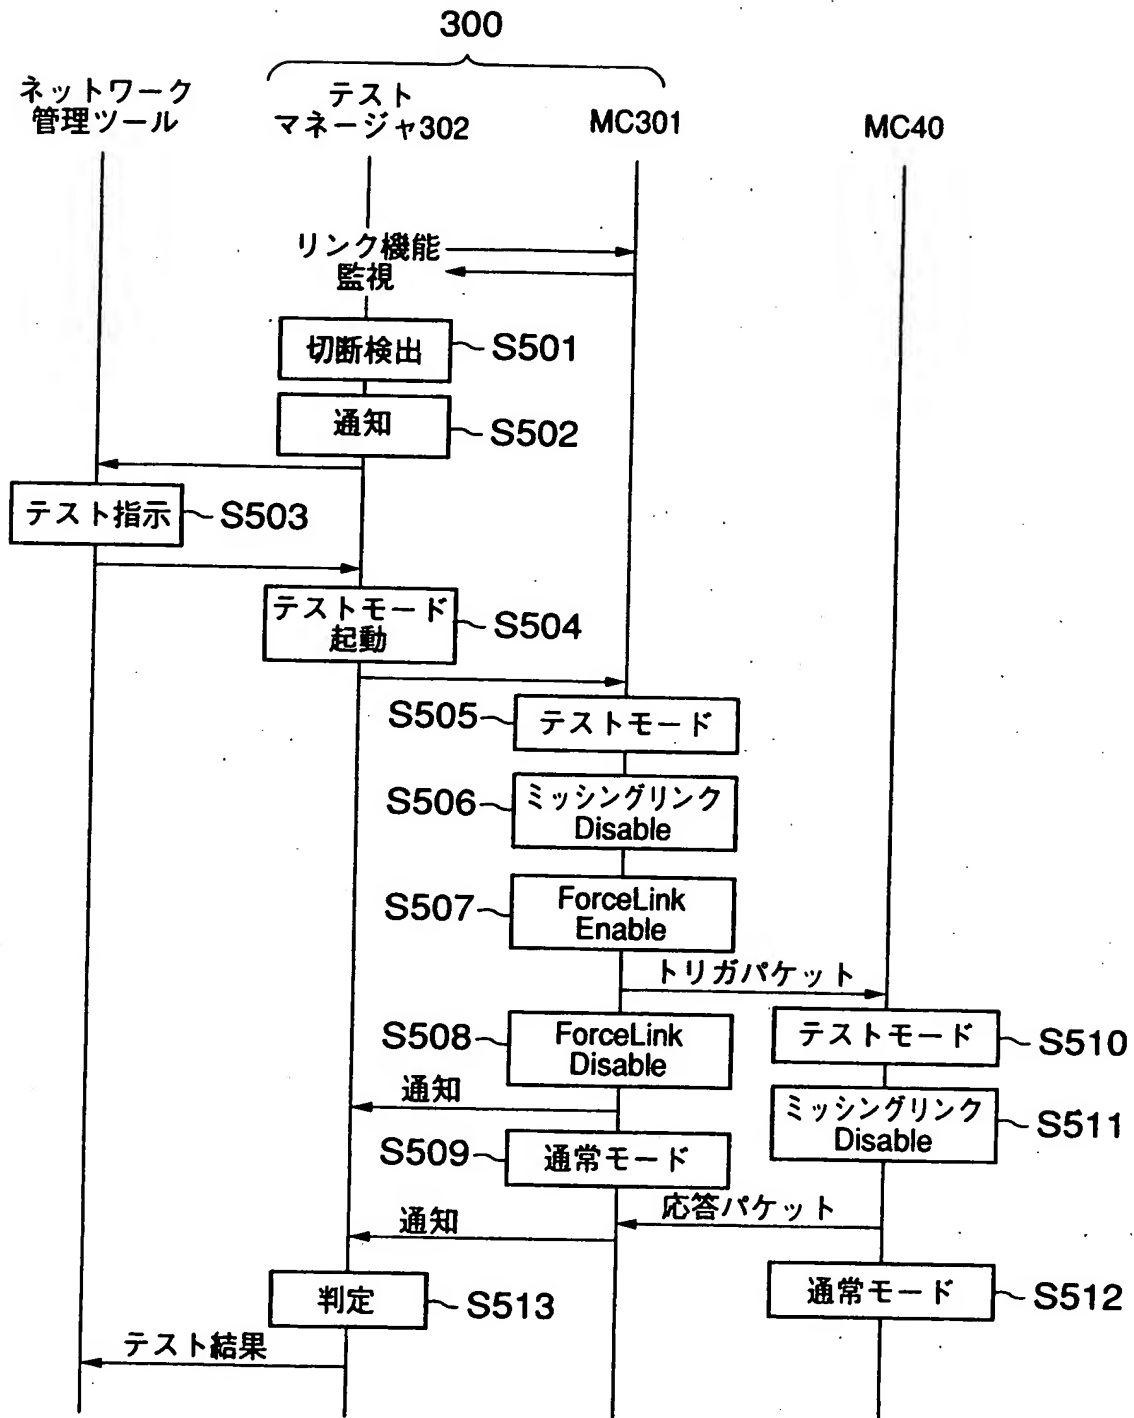 300
ネットワーク
管理ツール
テスト
マネージャ302
MC301
MC40
リンク機能
監視
切断検出
S501
通知
S502
テスト指示
S503
テストモード
起動
S504
S505
テストモード
S506
ミッシングリンク
Disable
S507
ForceLink
Enable
トリガパケット
S508
ForceLink
Disable
テストモード
S510
通知
ミッシングリンク
Disable
S511
S509
通常モード
応答パケット
通知
通常モード
S512
判定
S513
テスト結果